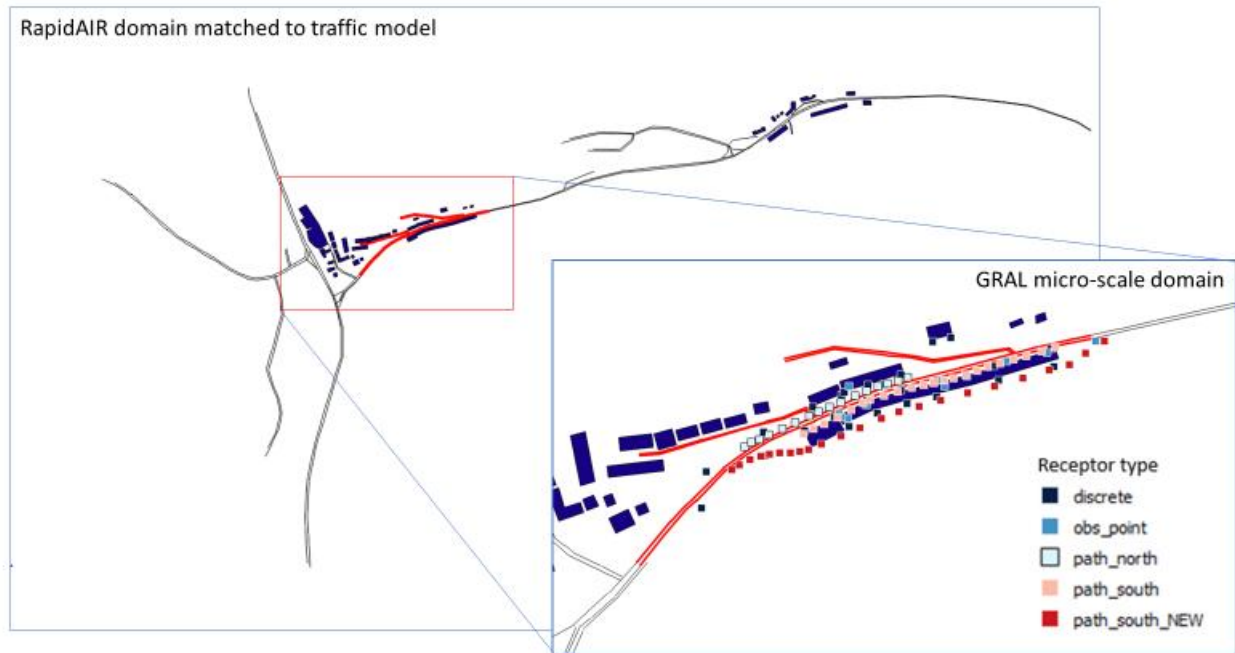 RapidAIR domain matched to traffic model
GRAL micro-scale domain
Receptor type
discrete
obs_point
path_north
path_south
path_south_NEW